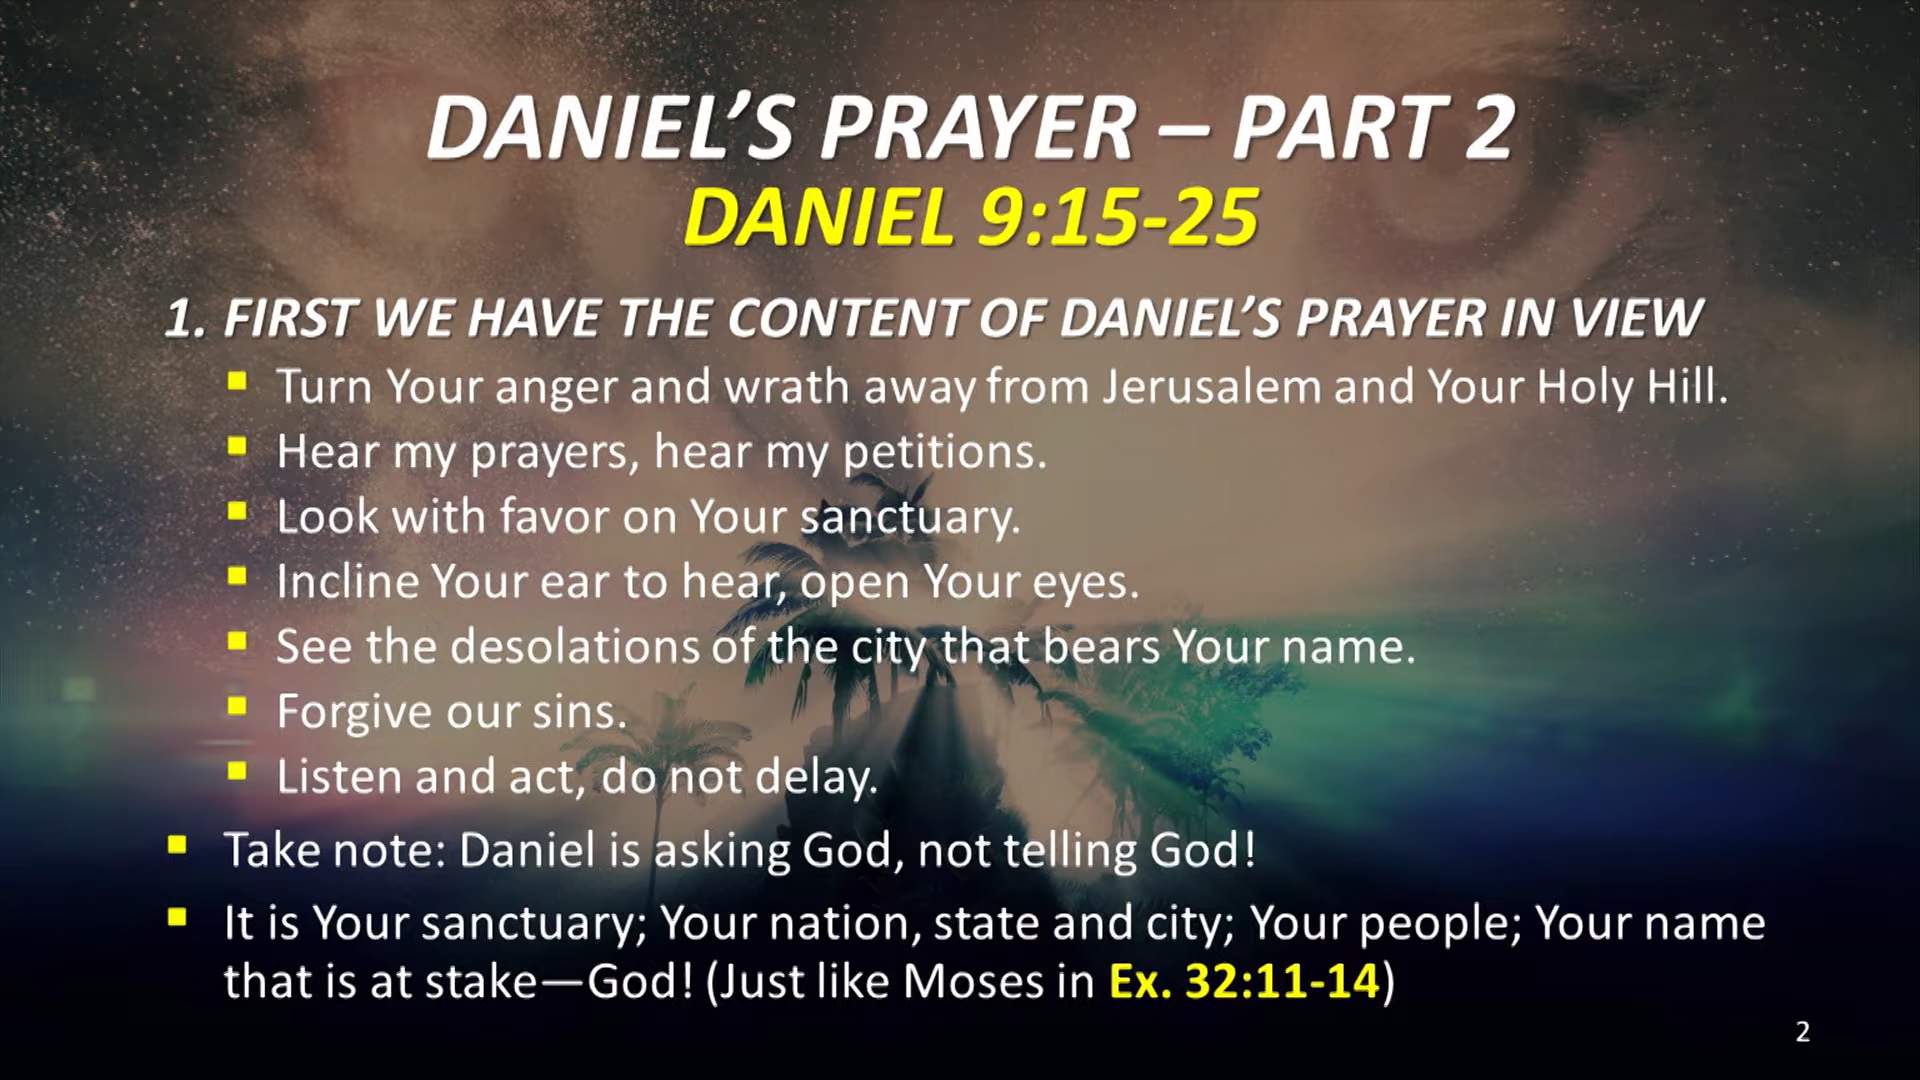 DANIEL’S PRAYER – PART 2
DANIEL 9:15-25
1. FIRST WE HAVE THE CONTENT OF DANIEL’S PRAYER IN VIEW
▪ Turn Your anger and wrath away from Jerusalem and Your Holy Hill.
▪ Hear my prayers, hear my petitions.
▪ Look with favor on Your sanctuary.
▪ Incline Your ear to hear, open Your eyes.
▪ See the desolations of the city that bears Your name.
▪ Forgive our sins.
▪ Listen and act, do not delay.
▪ Take note: Daniel is asking God, not telling God!
▪ It is Your sanctuary; Your nation, state and city; Your people; Your name
that is at stake—God! (Just like Moses in Ex. 32:11-14)
2